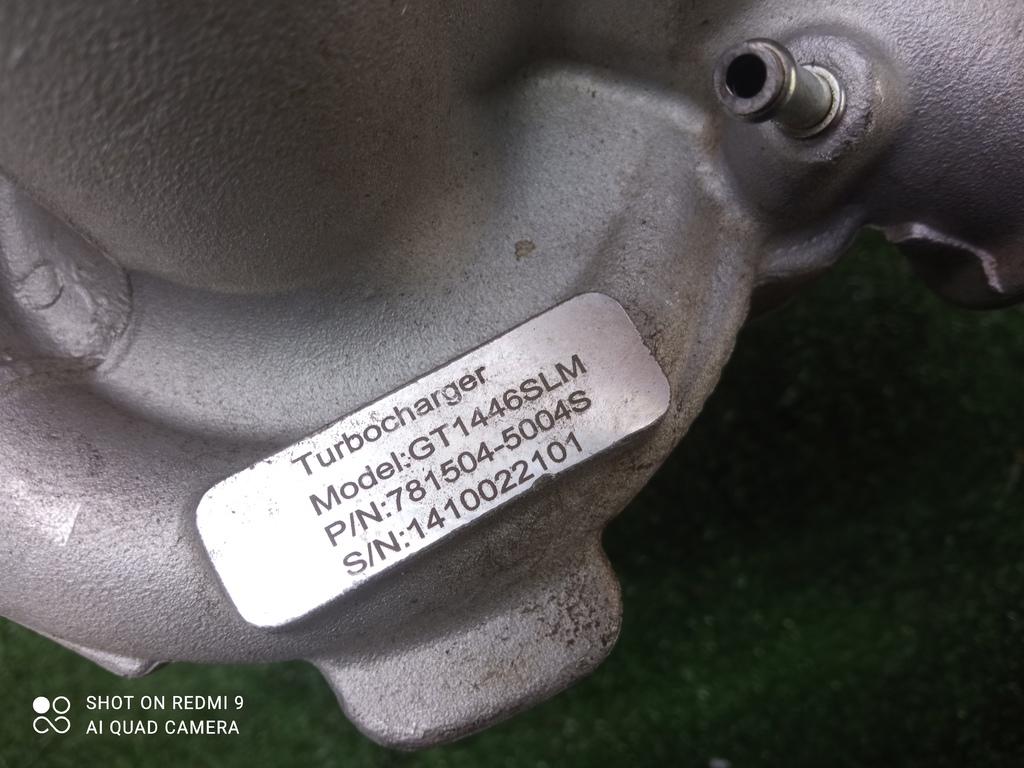 Turbocharger
Model:GT1446SLM
P/N:781504-5004S
S/N:1410022101
SHOT ON REDMI 9
AI QUAD CAMERA